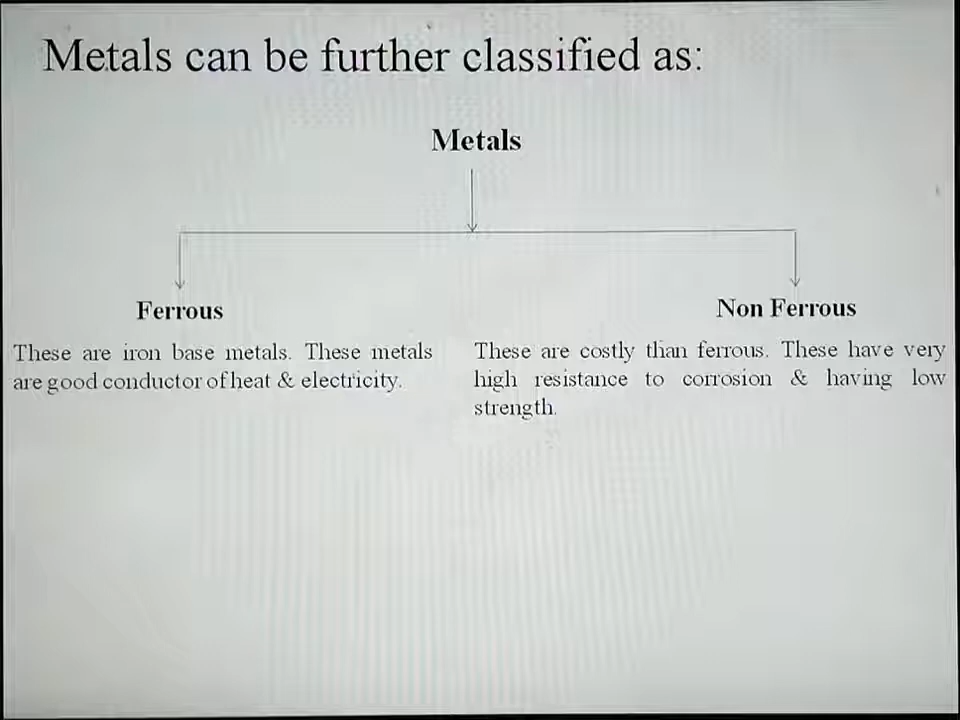 Metals can be further classified as:
Metals
Ferrous
Non Ferrous
These are iron base metals. These metals
are good conductor of heat & electricity.
These are costly than ferrous. These have very
high resistance to corrosion & having low
strength.